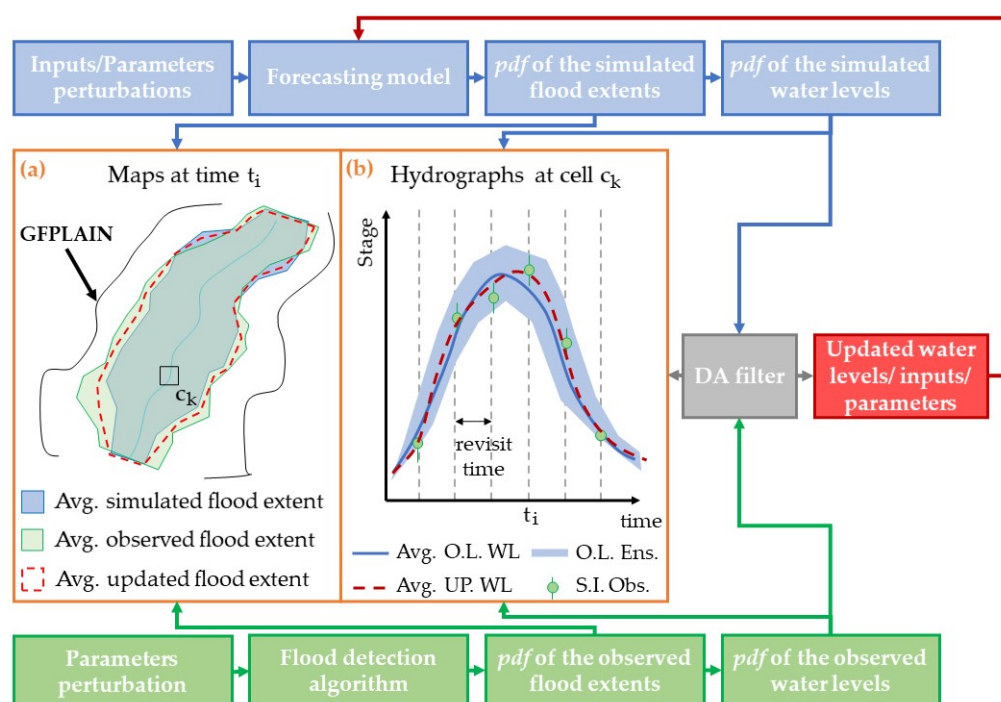 Inputs/Parameters
perturbations
Forecasting model
pdf of the simulated
flood extents
pdf of the simulated
water levels
(a)
Maps at time ti
GFPLAIN
ck
Avg. simulated flood extent
Avg. observed flood extent
Avg. updated flood extent
(b)
Hydrographs at cell ck
Stage
revisit
time
ti
time
Avg. O.L. WL
O.L. Ens.
Avg. UP. WL
S.I. Obs.
DA filter
Updated water
levels/ inputs/
parameters
Parameters
perturbation
Flood detection
algorithm
pdf of the observed
flood extents
pdf of the observed
water levels